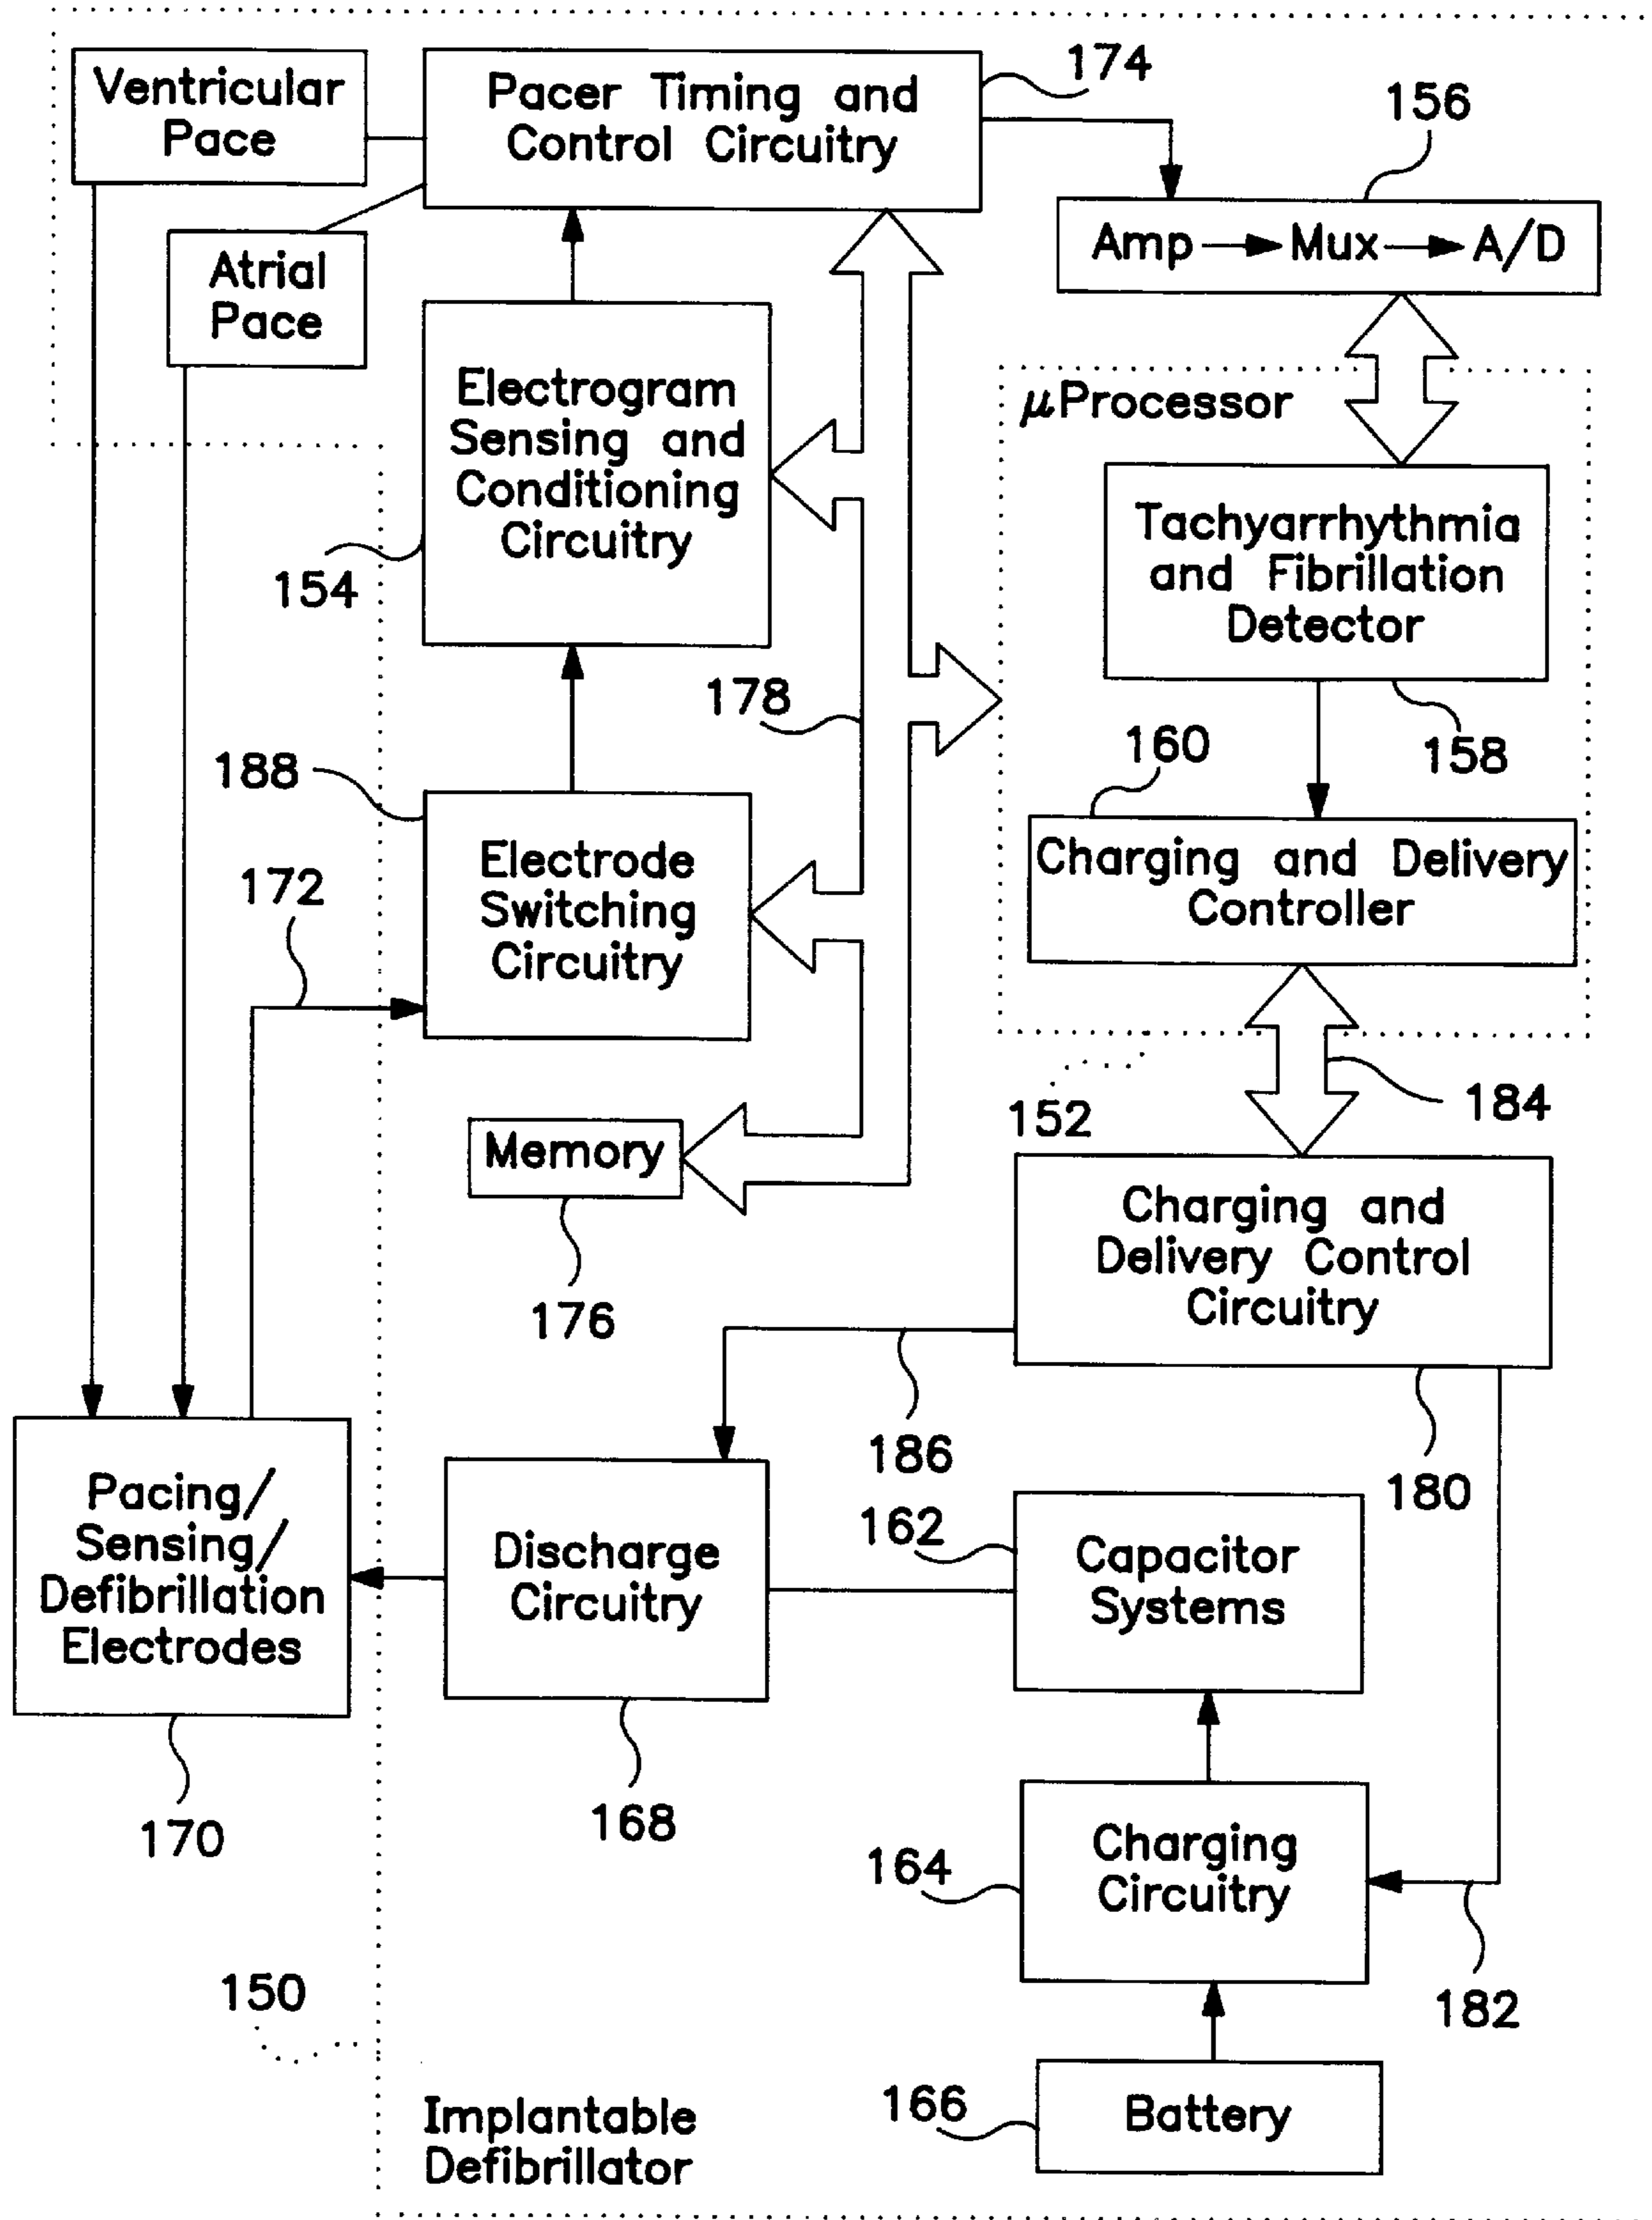 Ventricular
Pace
Pacer Timing and
Control Circuitry
174
156
Amp
Mux
A/D
Atrial
Pace
Electrogram
Sensing and
Conditioning
Circuitry
154
μProcessor
Tachyarrhythmia
and Fibrillation
Detector
158
178
160
188
Charging and Delivery
Controller
Electrode
Switching
Circuitry
172
152
184
Memory
176
Charging and
Delivery Control
Circuitry
186
180
Pacing/
Sensing/
Defibrillation
Electrodes
170
Discharge
Circuitry
168
162
Capacitor
Systems
164
Charging
Circuitry
182
150
166
Battery
Implantable
Defibrillator